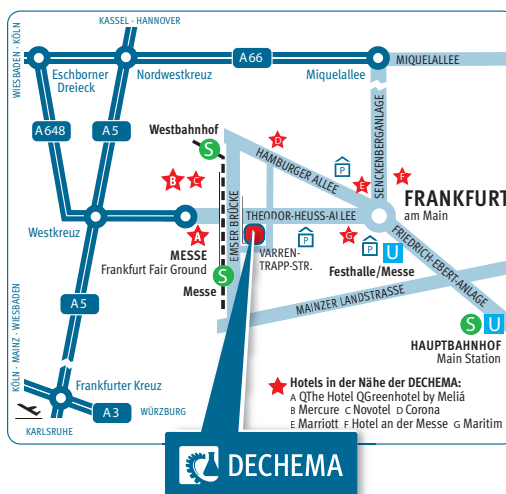 KASSEL · HANNOVER
WIESBADEN · KÖLN
A66
MIQUELALLEE
Eschborner
Dreieck
Nordwestkreuz
Miquelallee
A648
A5
Westbahnhof
S
D
HAMBURGER ALLEE
P
SENCKENBERGANLAGE
B
C
E
F
FRANKFURT
am Main
EMSER BRÜCKE
THEODOR-HEUSS-ALLEE
Westkreuz
A
G
P
P
U
MESSE
Frankfurt Fair Ground
VARREN-
TRAPP-STR.
Festhalle/Messe
FRIEDRICH-EBERT-ANLAGE
S
Messe
A5
MAINZER LANDSTRASSE
S
U
HAUPTBAHNHOF
Main Station
KÖLN · MAINZ · WIESBADEN
Frankfurter Kreuz
A3
WÜRZBURG
KARLSRUHE
Hotels in der Nähe der DECHEMA:
A QThe Hotel QGreenhotel by Meliá
B Mercure C Novotel D Corona
E Marriott F Hotel an der Messe G Maritim
DECHEMA